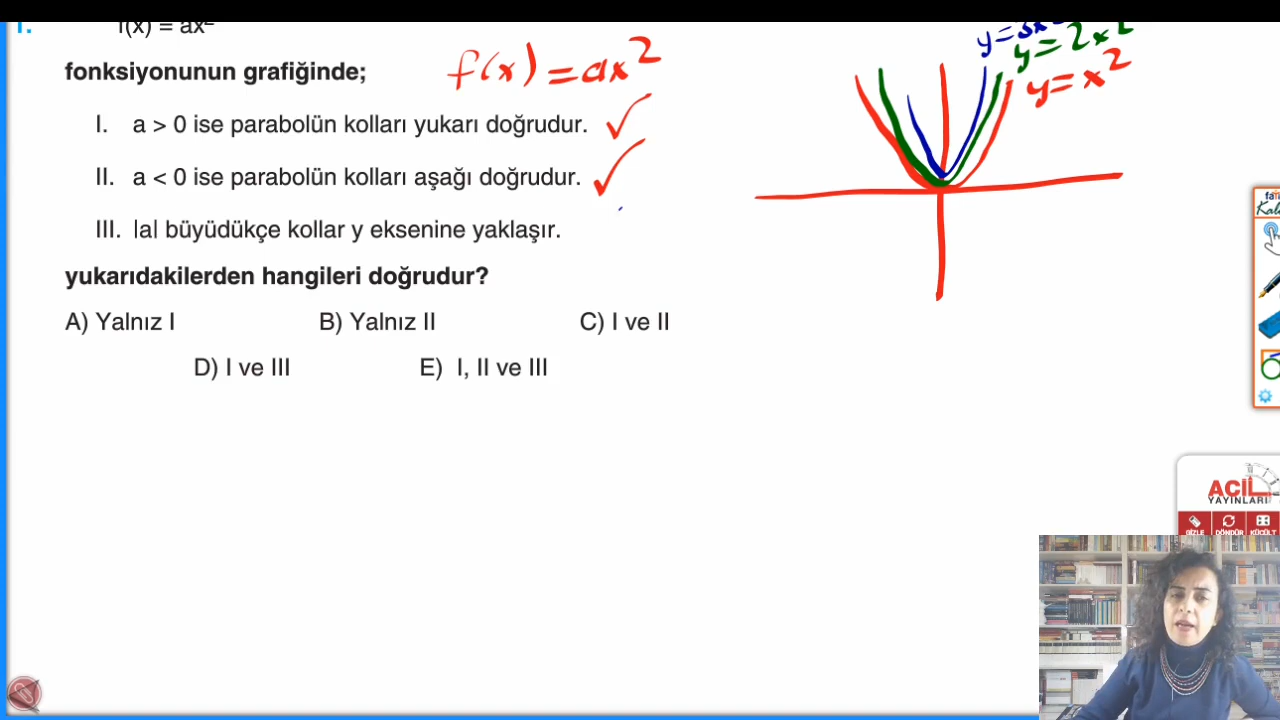 1.
f(x) = ax²
fonksiyonunun grafiğinde;
f(x) = ax²
I. a > 0 ise parabolün kolları yukarı doğrudur.
II. a < 0 ise parabolün kolları aşağı doğrudur.
III. |a| büyüdükçe kollar y eksenine yaklaşır.
yukarıdakilerden hangileri doğrudur?
A) Yalnız I B) Yalnız II C) I ve II
D) I ve III E) I, II ve III
y=3x
y=2x²
y=x²
ACİL
YAYINLARI
GİZLE DÖNDÜR KÜÇÜLT